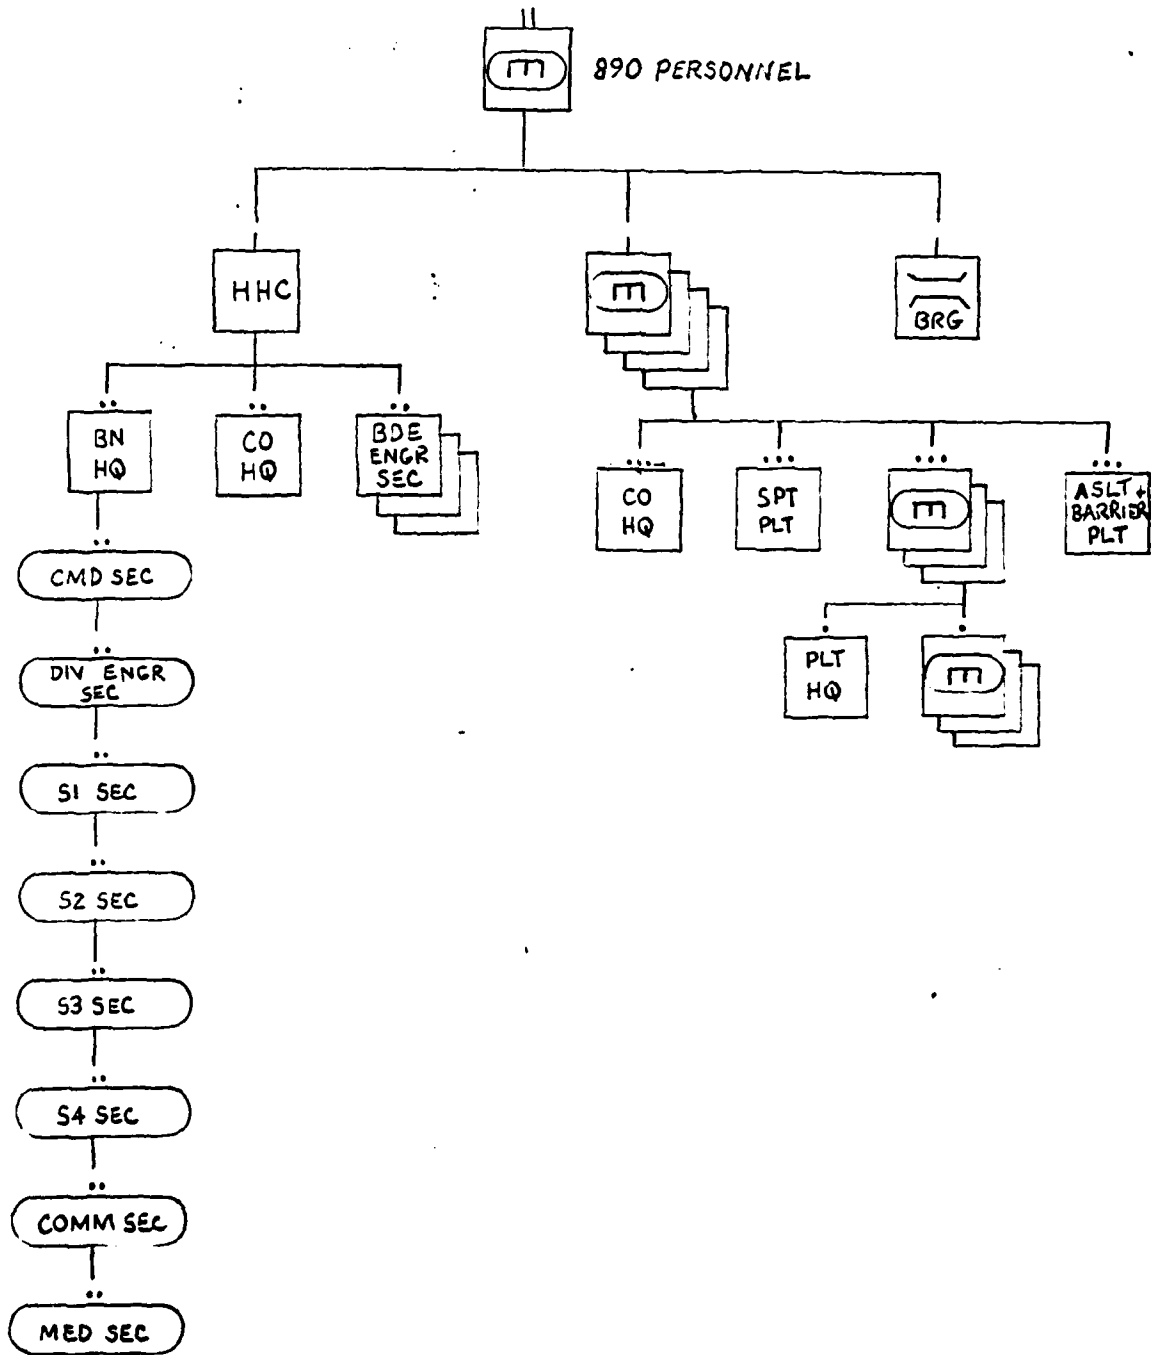 890 PERSONNEL
HHC
BRG
BN
HQ
CO
HQ
BDE
ENGR
SEC
CO
HQ
SPT
PLT
ASLT +
BARRIER
PLT
CMD SEC
DIV ENGR
SEC
PLT
HQ
S1 SEC
S2 SEC
S3 SEC
S4 SEC
COMM SEC
MED SEC